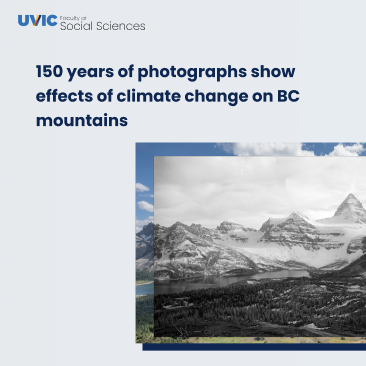 UVIC Faculty of
Social Sciences
150 years of photographs show
effects of climate change on BC
mountains